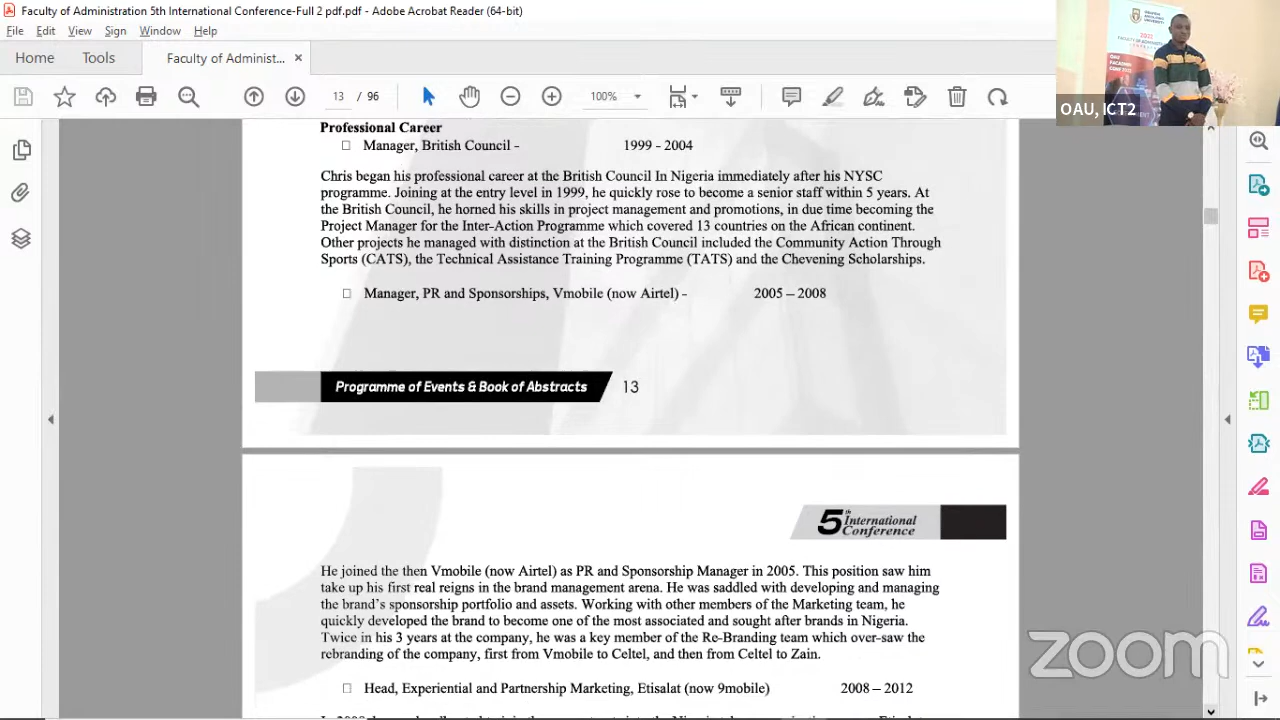 Faculty of Administration 5th International Conference-Full 2 pdf.pdf - Adobe Acrobat Reader (64-bit)
File Edit View Sign Window Help
Home Tools Faculty of Administ... ×
13 / 96 100%
OAU, ICT2
Professional Career
Manager, British Council - 1999 - 2004
Chris began his professional career at the British Council In Nigeria immediately after his NYSC
programme. Joining at the entry level in 1999, he quickly rose to become a senior staff within 5 years. At
the British Council, he horned his skills in project management and promotions, in due time becoming the
Project Manager for the Inter-Action Programme which covered 13 countries on the African continent.
Other projects he managed with distinction at the British Council included the Community Action Through
Sports (CATS), the Technical Assistance Training Programme (TATS) and the Chevening Scholarships.
Manager, PR and Sponsorships, Vmobile (now Airtel) - 2005 – 2008
Programme of Events & Book of Abstracts 13
5th International
Conference
He joined the then Vmobile (now Airtel) as PR and Sponsorship Manager in 2005. This position saw him
take up his first real reigns in the brand management arena. He was saddled with developing and managing
the brand's sponsorship portfolio and assets. Working with other members of the Marketing team, he
quickly developed the brand to become one of the most associated and sought after brands in Nigeria.
Twice in his 3 years at the company, he was a key member of the Re-Branding team which over-saw the
rebranding of the company, first from Vmobile to Celtel, and then from Celtel to Zain.
Head, Experiential and Partnership Marketing, Etisalat (now 9mobile) 2008 – 2012
zoom